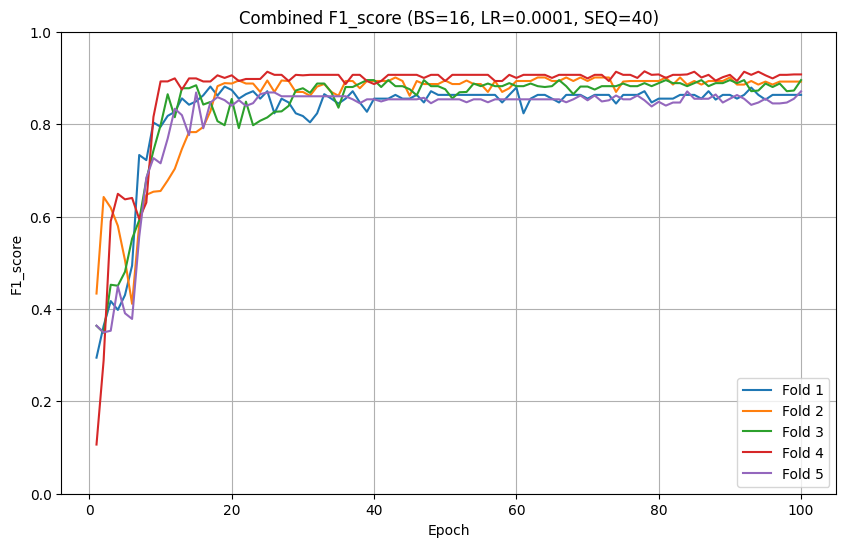 Combined F1_score (BS=16, LR=0.0001, SEQ=40)
F1_score
1.0
0.8
0.6
0.4
0.2
0.0
0 20 40 60 80 100
Epoch
Fold 1
Fold 2
Fold 3
Fold 4
Fold 5